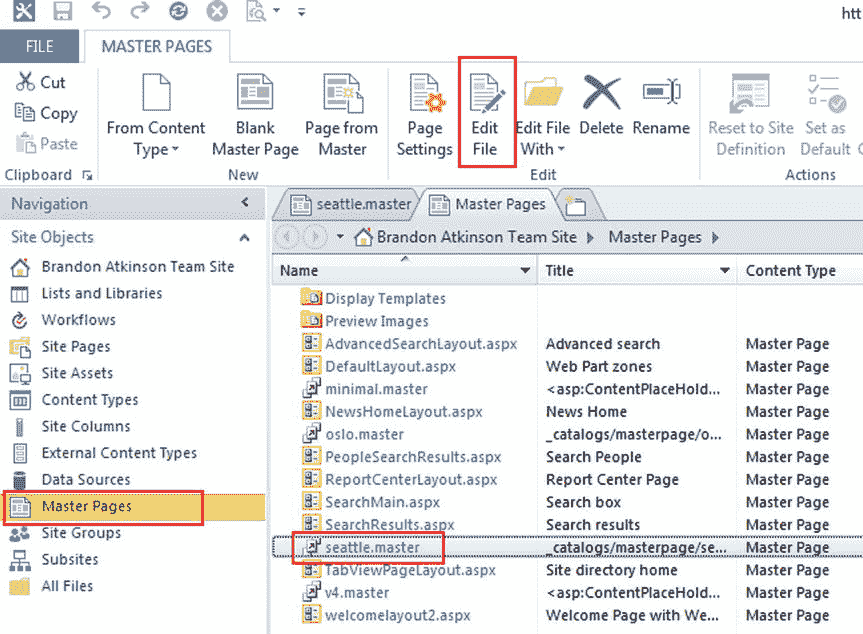 htt
FILE MASTER PAGES
Cut
Copy
Paste
From Content
Type
Blank
Master Page
Page from
Master
Page
Settings
Edit
File
Edit File
With
Delete
Rename
Reset to Site
Definition
Set as
Default
Clipboard
New
Edit
Actions
Navigation
Site Objects
Brandon Atkinson Team Site
Lists and Libraries
Workflows
Site Pages
Site Assets
Content Types
Site Columns
External Content Types
Data Sources
Master Pages
Site Groups
Subsites
All Files
seattle.master Master Pages
Brandon Atkinson Team Site Master Pages
Name Title Content Type
Display Templates
Preview Images
AdvancedSearchLayout.aspx Advanced search Master Page
DefaultLayout.aspx Web Part zones Master Page
minimal.master <asp:ContentPlaceHold... Master Page
NewsHomeLayout.aspx News Home Master Page
oslo.master _catalogs/masterpage/o... Master Page
PeopleSearchResults.aspx Search People Master Page
ReportCenterLayout.aspx Report Center Page Master Page
SearchMain.aspx Search box Master Page
SearchResults.aspx Search results Master Page
seattle.master _catalogs/masterpage/se... Master Page
TabViewPageLayout.aspx Site directory home Master Page
v4.master <asp:ContentPlaceHold... Master Page
welcomelayout2.aspx Welcome Page with We... Master Page